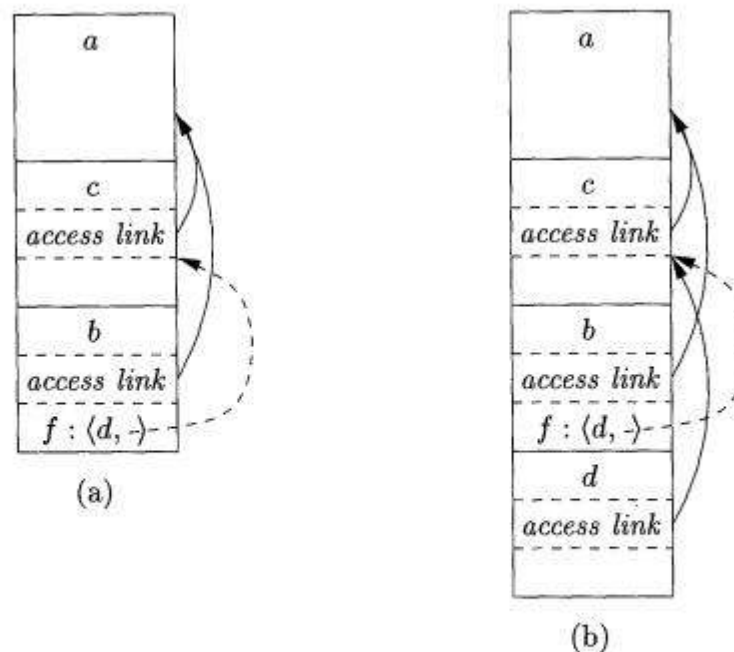 a
c
access link
b
access link
f : ⟨d, ·⟩
(a)
a
c
access link
b
access link
f : ⟨d, ·⟩
d
access link
(b)